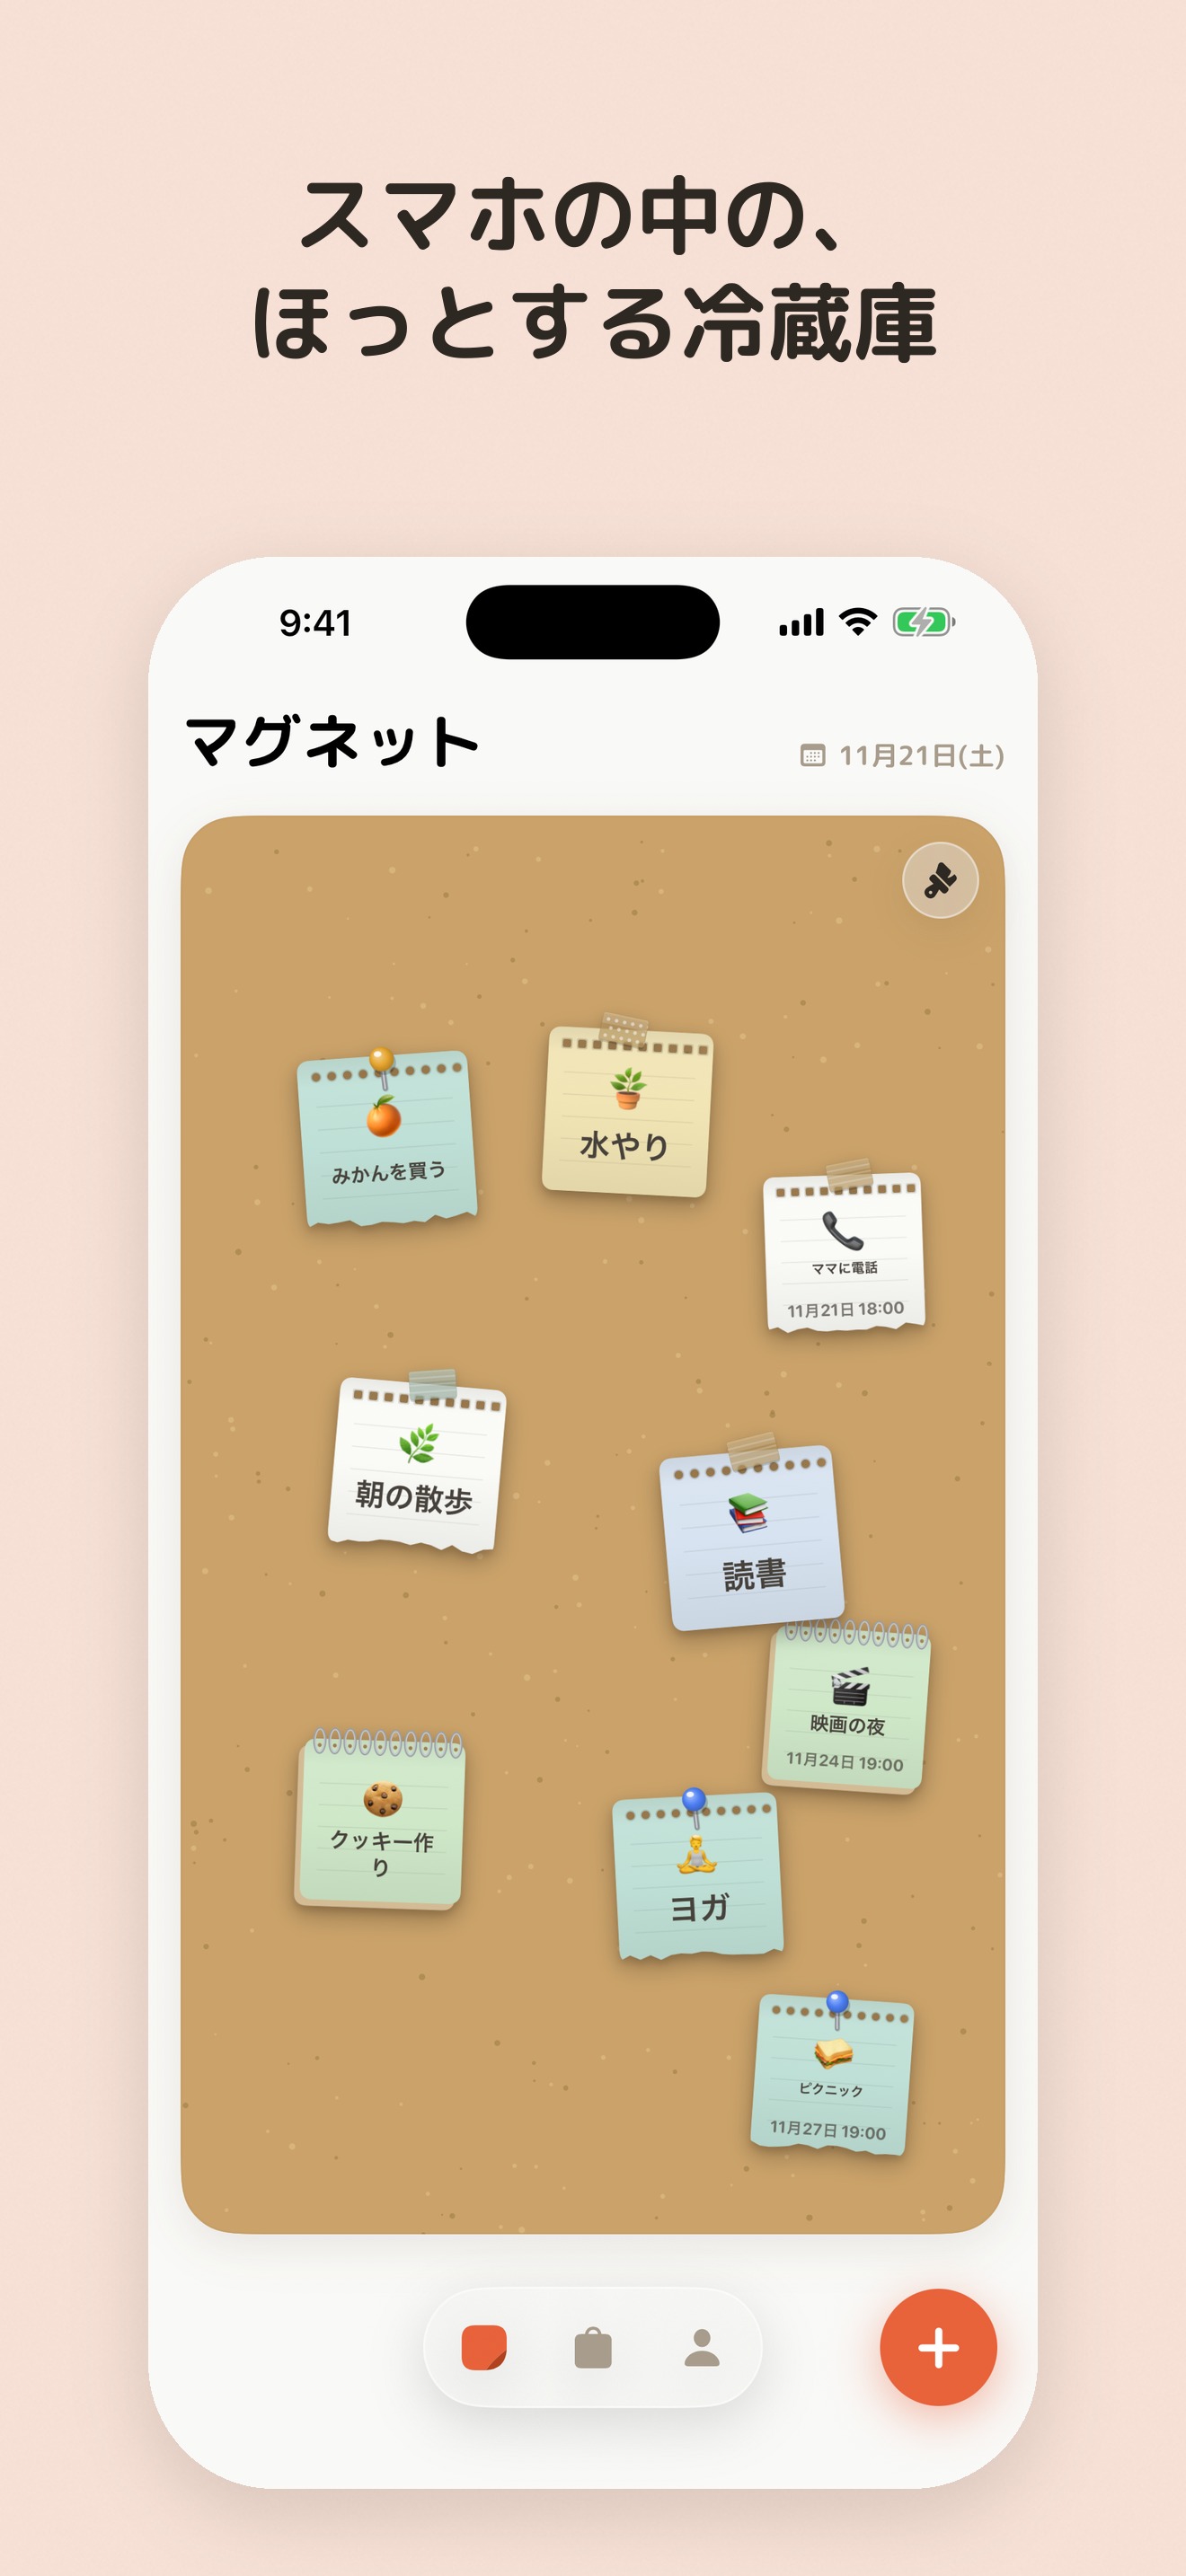 スマホの中の、
ほっとする冷蔵庫
9:41
マグネット
11月21日(土)
みかんを買う
水やり
ママに電話
11月21日 18:00
朝の散歩
読書
映画の夜
11月24日 19:00
クッキー作
り
ヨガ
ピクニック
11月27日 19:00